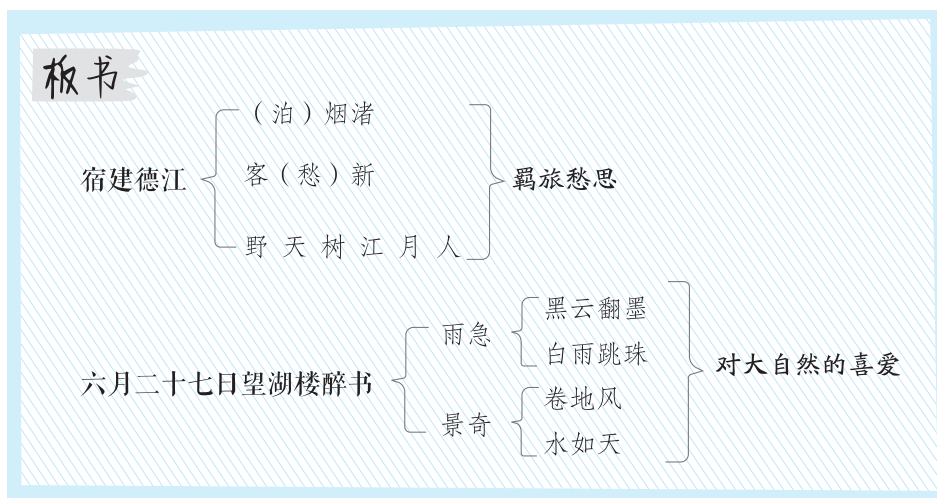 板书
（泊）烟渚
宿建德江
客（愁）新
羁旅愁思
野 天 树 江 月 人
六月二十七日望湖楼醉书
雨急
黑云翻墨
白雨跳珠
景奇
卷地风
水如天
对大自然的喜爱